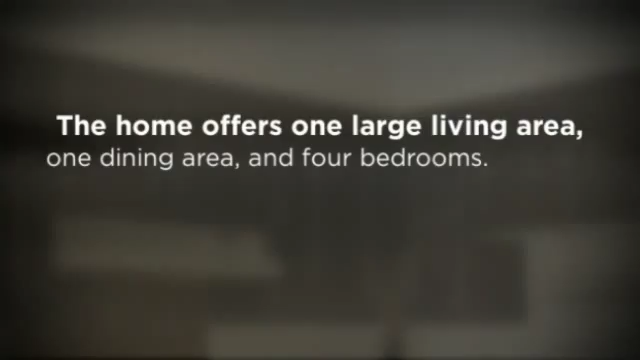 The home offers one large living area,
one dining area, and four bedrooms.